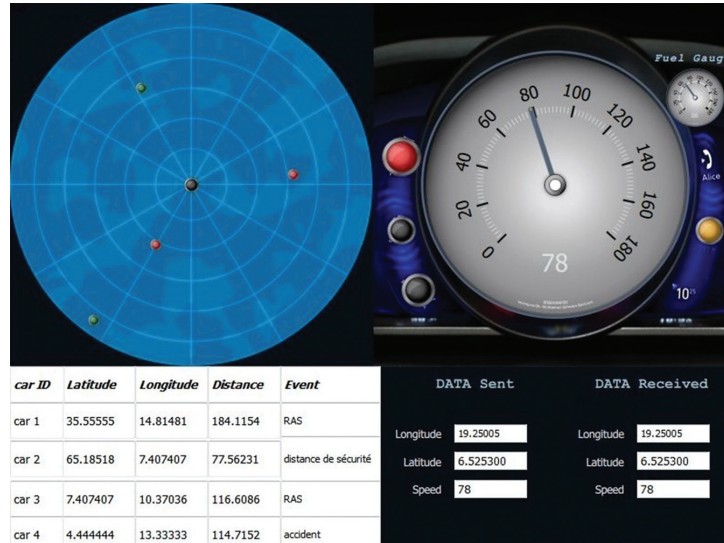 Fuel Gaug
0
20
40
60
80
100
120
140
160
180
78
Alice
10
DATA Sent
DATA Received
Longitude 19.25005
Longitude 19.25005
Latitude 6.525300
Latitude 6.525300
Speed 78
Speed 78
car ID Latitude Longitude Distance Event
car 1 35.55555 14.81481 184.1154 RAS
car 2 65.18518 7.407407 77.56231 distance de sécurité
car 3 7.407407 10.37036 116.6086 RAS
car 4 4.444444 13.33333 114.7152 accident